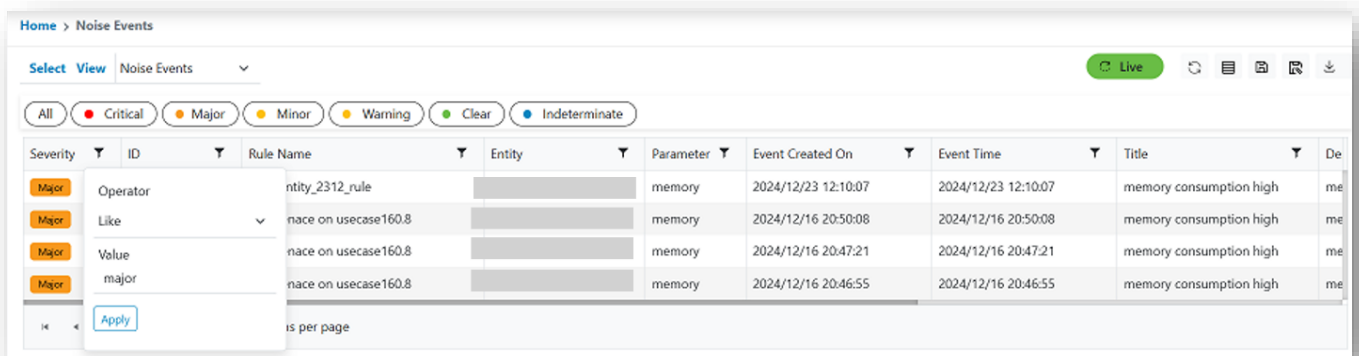 Home > Noise Events
Select View Noise Events
Live
All Critical Major Minor Warning Clear Indeterminate
Severity ID Rule Name Entity Parameter Event Created On Event Time Title De
Major ntity_2312_rule memory 2024/12/23 12:10:07 2024/12/23 12:10:07 memory consumption high me
Major enace on usecase160.8 memory 2024/12/16 20:50:08 2024/12/16 20:50:08 memory consumption high me
Major enace on usecase160.8 memory 2024/12/16 20:47:21 2024/12/16 20:47:21 memory consumption high me
Major enace on usecase160.8 memory 2024/12/16 20:46:55 2024/12/16 20:46:55 memory consumption high me
Operator
Like
Value
major
Apply
s per page